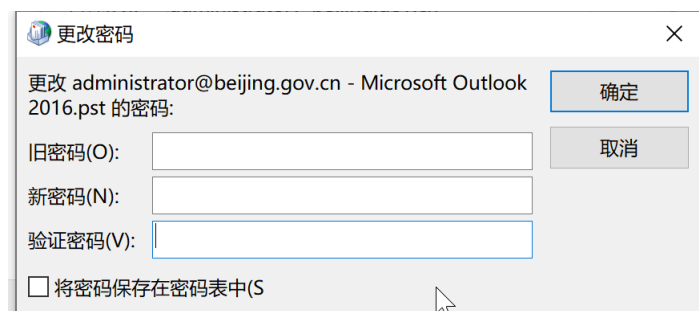 更改密码
更改 administrator@beijing.gov.cn - Microsoft Outlook
2016.pst 的密码:
确定
旧密码(O):
取消
新密码(N):
验证密码(V):
将密码保存在密码表中(S